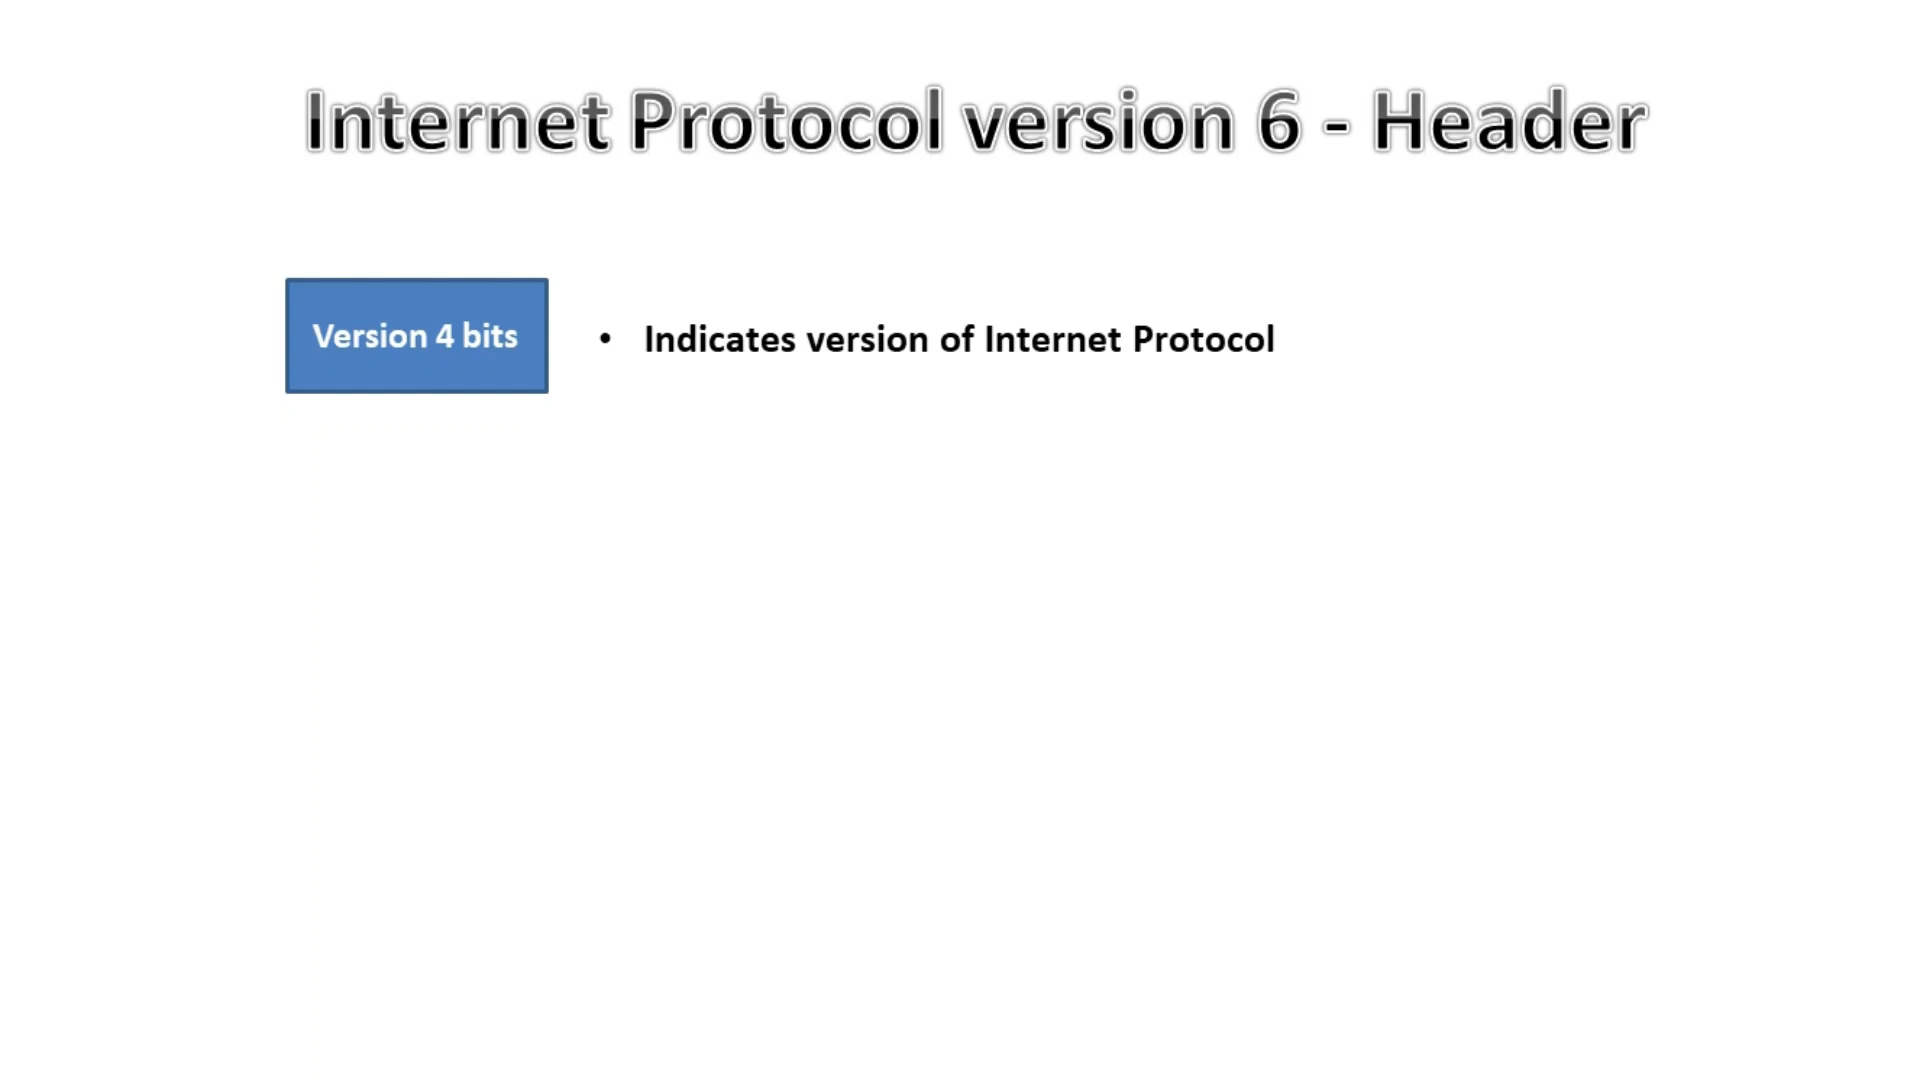 Internet Protocol version 6 - Header
Version 4 bits
• Indicates version of Internet Protocol